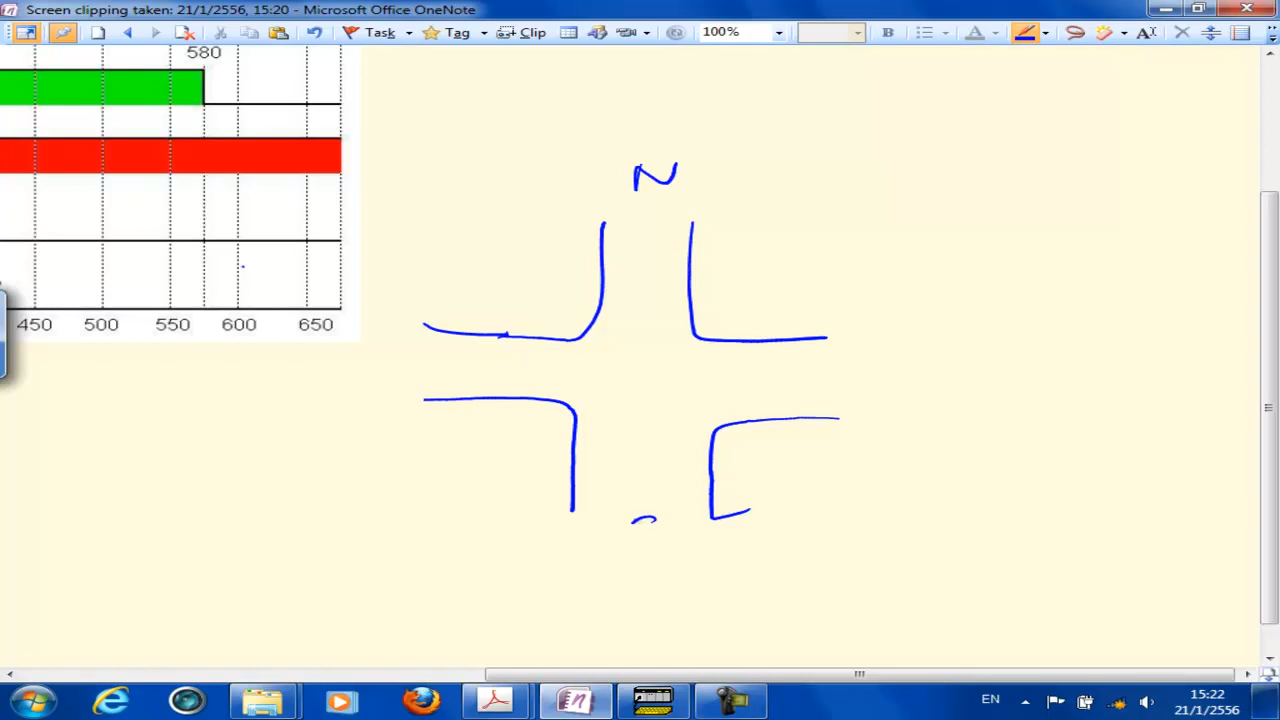 Screen clipping taken: 21/1/2556, 15:20 - Microsoft Office OneNote
Task
Tag
Clip
100%
B
580
N
450 500 550 600 650
EN
15:22
21/1/2556